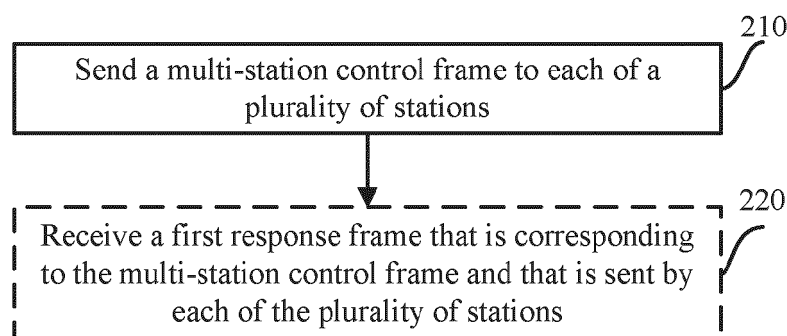 210
Send a multi-station control frame to each of a
plurality of stations
220
Receive a first response frame that is corresponding
to the multi-station control frame and that is sent by
each of the plurality of stations